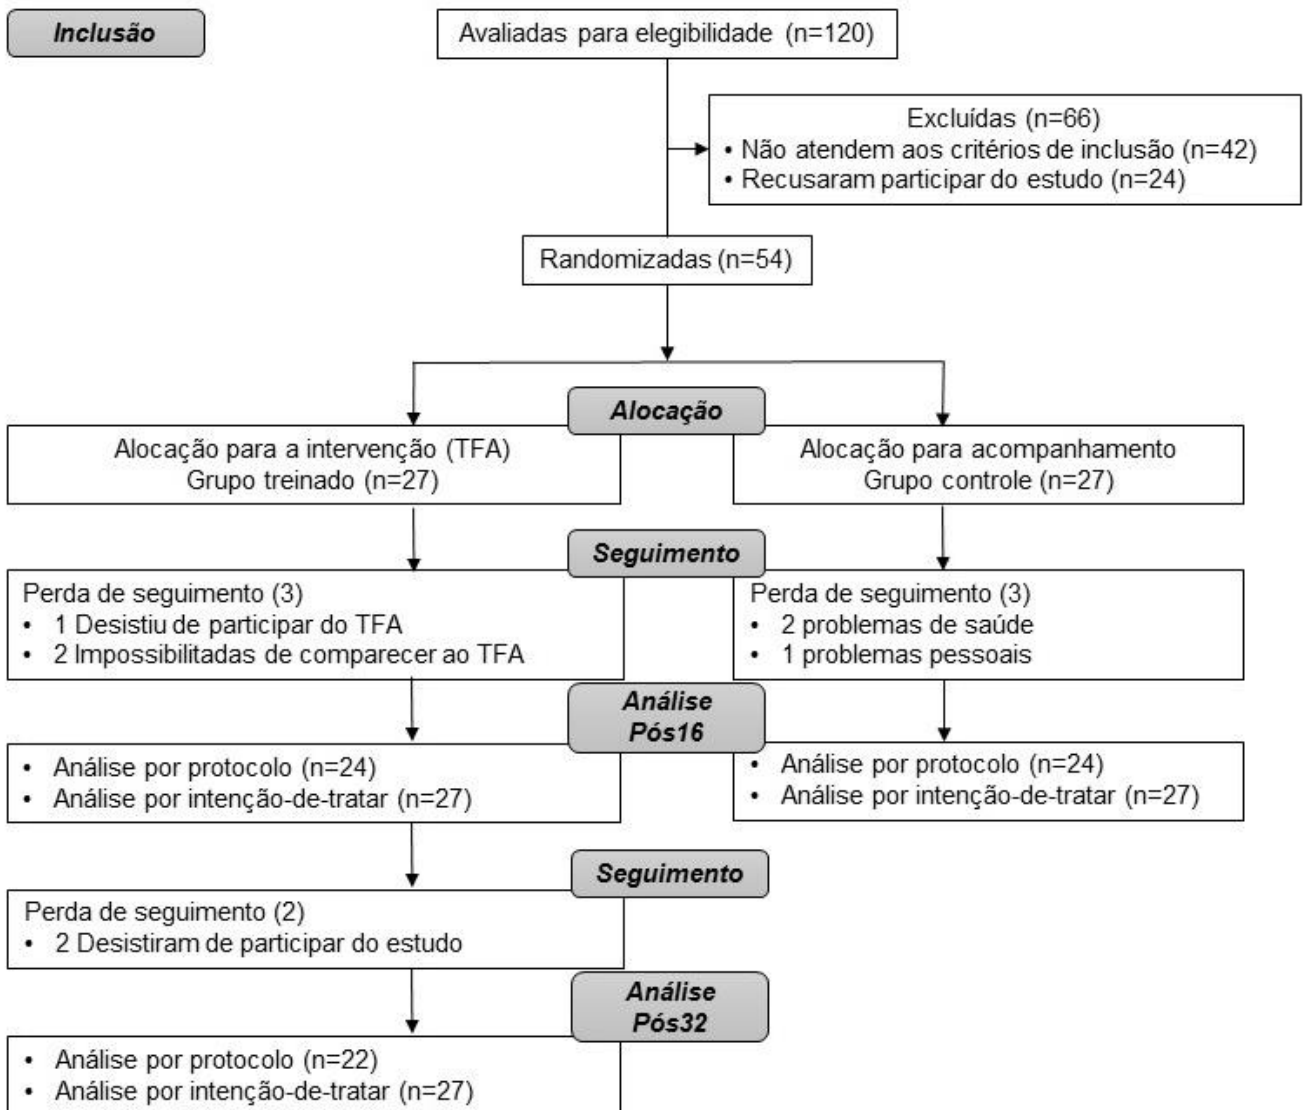 Inclusão
Avaliadas para elegibilidade (n=120)
Excluídas (n=66)
• Não atendem aos critérios de inclusão (n=42)
• Recusaram participar do estudo (n=24)
Randomizadas (n=54)
Alocação
Alocação para a intervenção (TFA)
Grupo treinado (n=27)
Alocação para acompanhamento
Grupo controle (n=27)
Seguimento
Perda de seguimento (3)
• 1 Desistiu de participar do TFA
• 2 Impossibilitadas de comparecer ao TFA
Perda de seguimento (3)
• 2 problemas de saúde
• 1 problemas pessoais
Análise
Pós16
• Análise por protocolo (n=24)
• Análise por intenção-de-tratar (n=27)
• Análise por protocolo (n=24)
• Análise por intenção-de-tratar (n=27)
Seguimento
Perda de seguimento (2)
• 2 Desistiram de participar do estudo
Análise
Pós32
• Análise por protocolo (n=22)
• Análise por intenção-de-tratar (n=27)